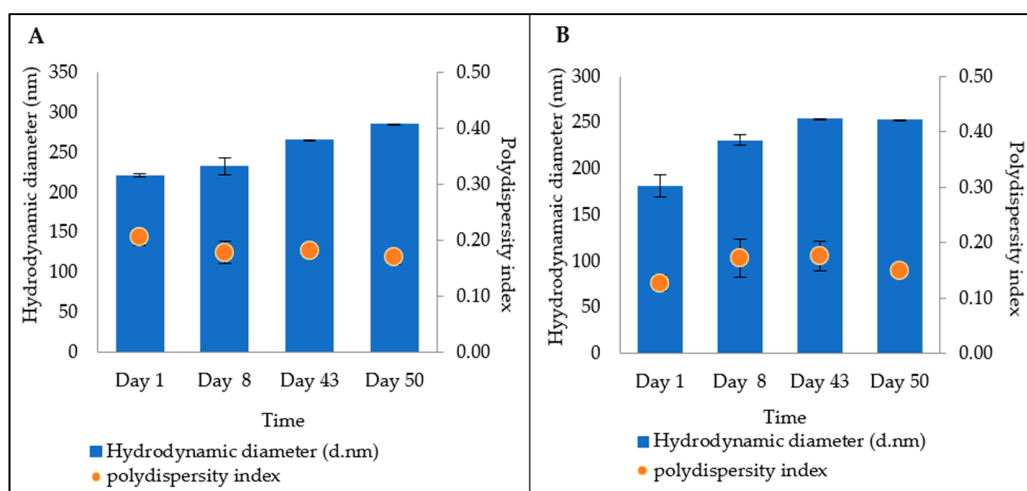 A
Hydrodynamic diameter (nm)
350
300
250
200
150
100
50
0
0.50
0.40
0.30
0.20
0.10
0.00
Polydispersity index
Day 1 Day 8 Day 43 Day 50
Time
Hydrodynamic diameter (d.nm)
polydispersity index
B
Hyydrodynamaic diameter (nm)
300
250
200
150
100
50
0
0.50
0.40
0.30
0.20
0.10
0.00
Polydispersity index
Day 1 Day 8 Day 43 Day 50
Time
Hydrodynamic diameter (d.nm)
polydispersity index